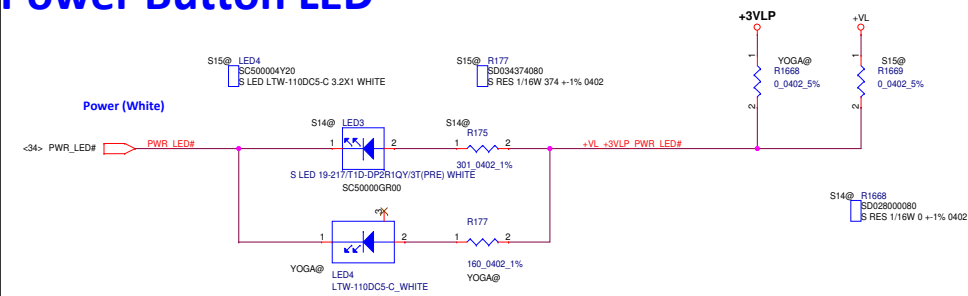 Power Button LED
+3VLP
+VL
S15@ LED4
SC500004Y20
S LED LTW-110DC5-C 3.2X1 WHITE
S15@ R177
SD034374080
S RES 1/16W 374 +-1% 0402
1
YOGA@
R1668
0_0402_5%
2
1
S15@
R1669
0_0402_5%
2
Power (White)
<34> PWR_LED#
PWR_LED#
S14@ LED3
1
2
S LED 19-217/T1D-DP2R1QY/3T(PRE) WHITE
SC50000GR00
S14@
R175
1
2
301_0402_1%
+VL_+3VLP_PWR_LED#
S14@ R1668
SD028000080
S RES 1/16W 0 +-1% 0402
3
1
2
YOGA@
LED4
LTW-110DC5-C_WHITE
R177
1
2
160_0402_1%
YOGA@